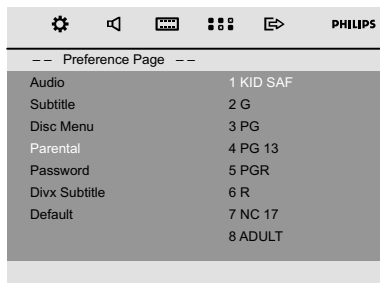 PHILIPS
-- Preference Page --
Audio 1 KID SAF
Subtitle 2 G
Disc Menu 3 PG
Parental 4 PG 13
Password 5 PGR
Divx Subtitle 6 R
Default 7 NC 17
8 ADULT